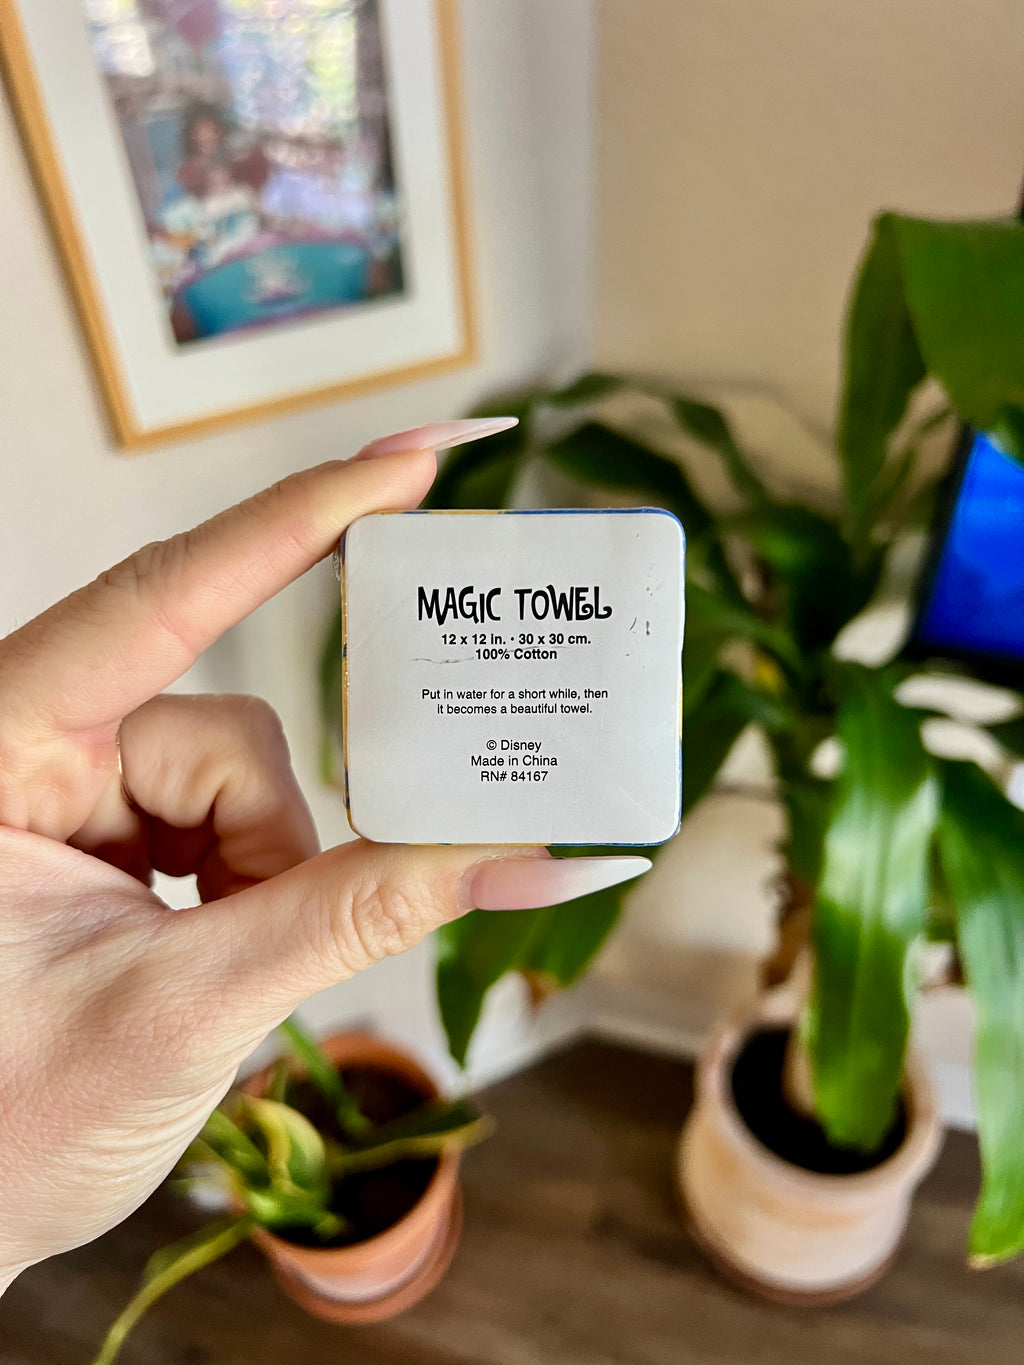 MAGIC TOWEL
12 x 12 in. • 30 x 30 cm.
100% Cotton
Put in water for a short while, then
it becomes a beautiful towel.
© Disney
Made in China
RN# 84167